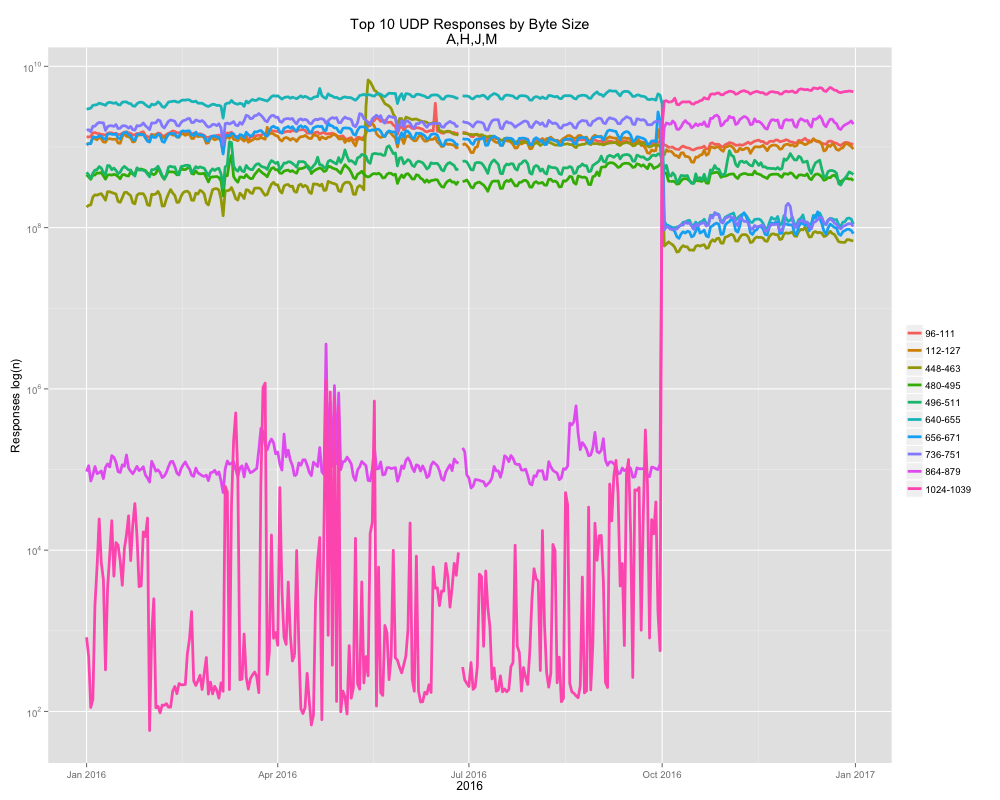 Top 10 UDP Responses by Byte Size
A,H,J,M
Responses log(n)
10^10
10^8
10^6
10^4
10^2
Jan 2016
Apr 2016
Jul 2016
Oct 2016
Jan 2017
2016
96-111
112-127
448-463
480-495
496-511
640-655
656-671
736-751
864-879
1024-1039